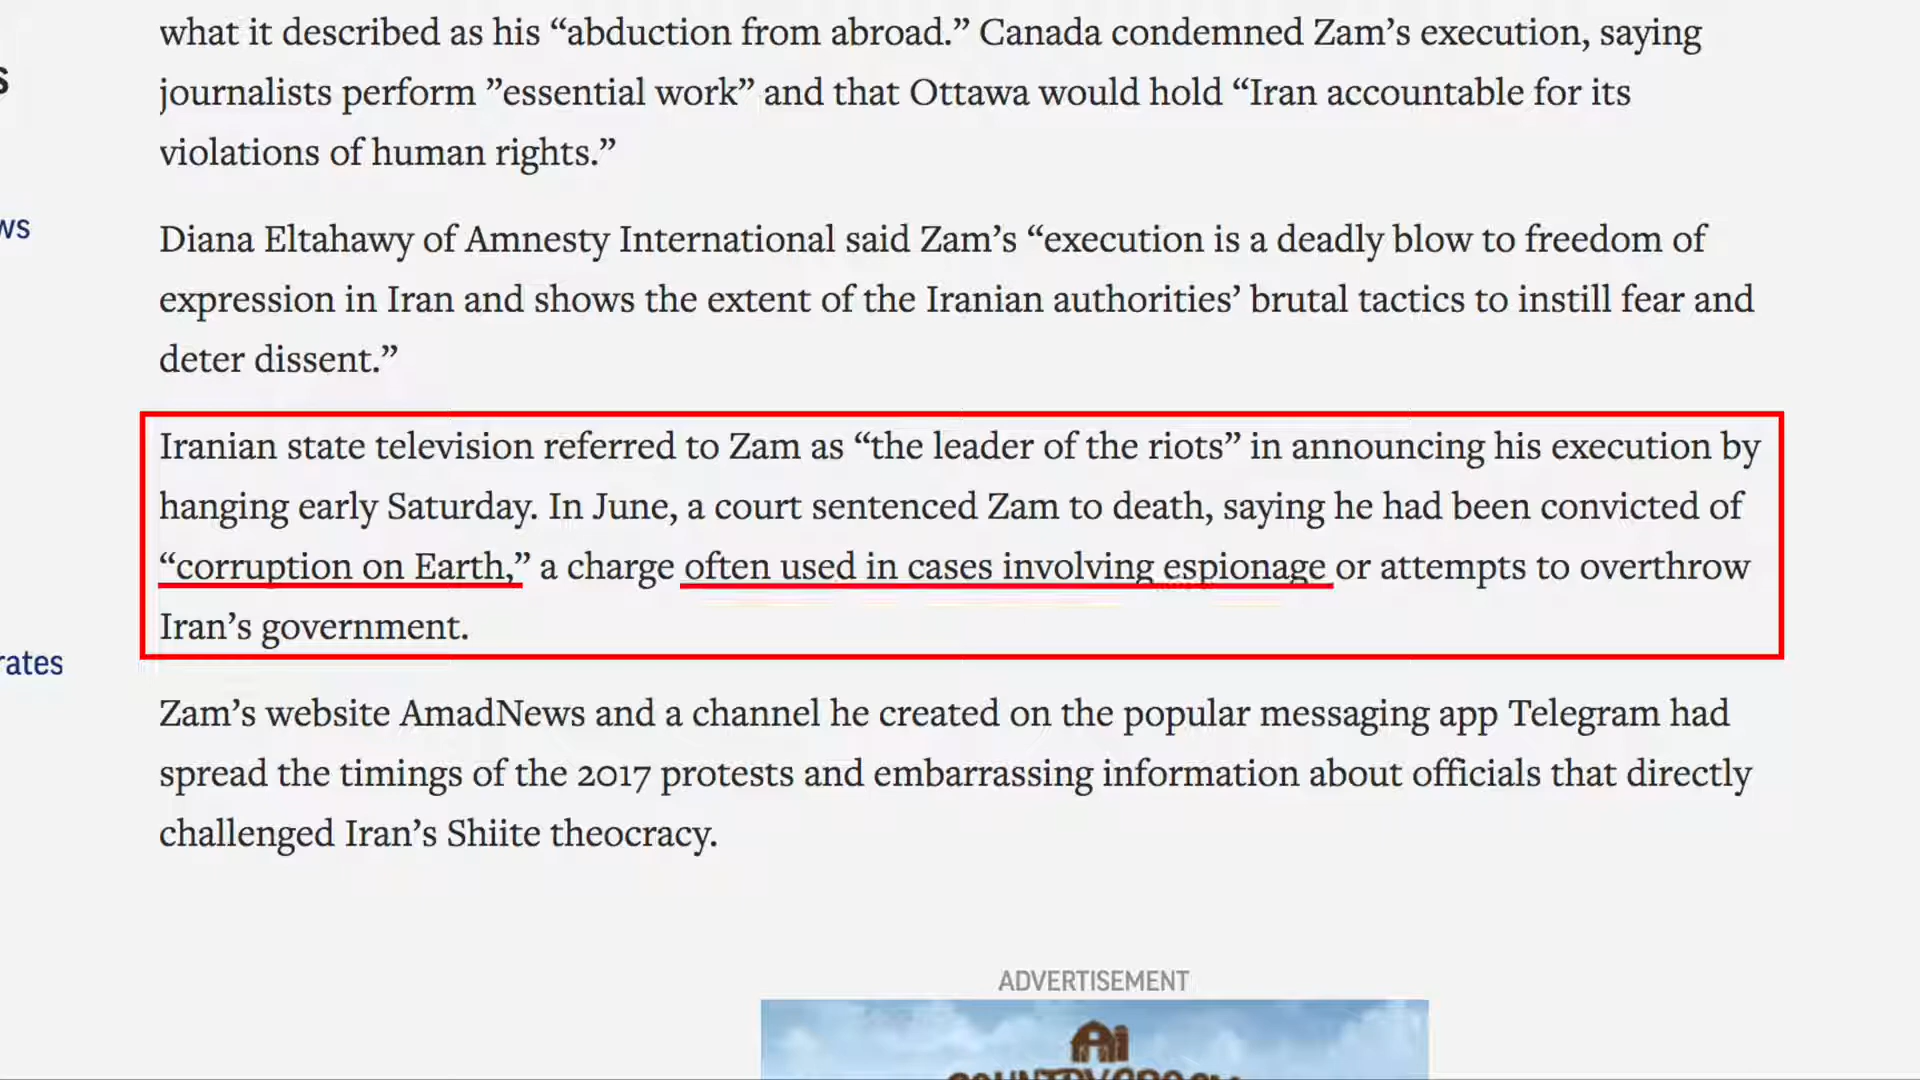 what it described as his “abduction from abroad.” Canada condemned Zam’s execution, saying
journalists perform ”essential work” and that Ottawa would hold “Iran accountable for its
violations of human rights.”
Diana Eltahawy of Amnesty International said Zam’s “execution is a deadly blow to freedom of
expression in Iran and shows the extent of the Iranian authorities’ brutal tactics to instill fear and
deter dissent.”
Iranian state television referred to Zam as “the leader of the riots” in announcing his execution by
hanging early Saturday. In June, a court sentenced Zam to death, saying he had been convicted of
“corruption on Earth,” a charge often used in cases involving espionage or attempts to overthrow
Iran’s government.
Zam’s website AmadNews and a channel he created on the popular messaging app Telegram had
spread the timings of the 2017 protests and embarrassing information about officials that directly
challenged Iran’s Shiite theocracy.
ADVERTISEMENT